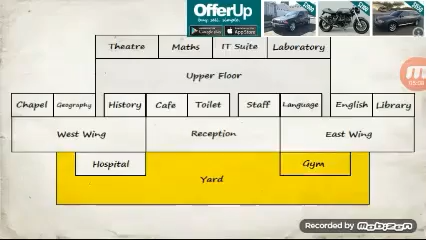 OfferUp
buy. sell. simple.
Theatre
Maths
IT Suite
Laboratory
Upper Floor
Chapel
Geography
History
Cafe
Toilet
Staff
Language
English
Library
West Wing
Reception
East Wing
Hospital
Gym
Yard
Recorded by mobizen